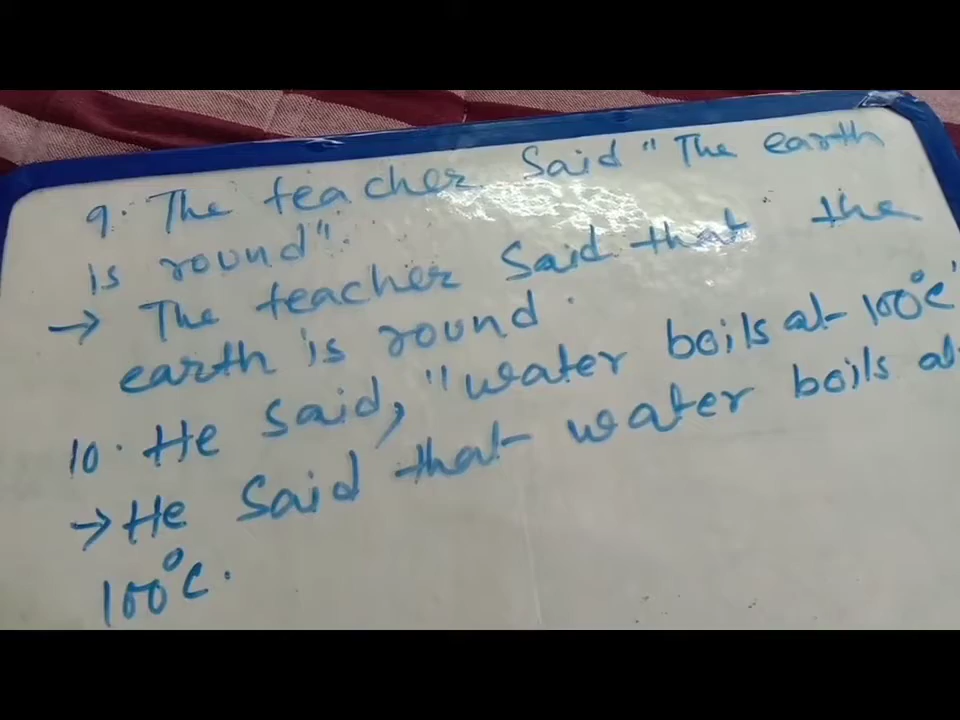 9. The teacher said "The earth
is round".
→ The teacher said that the
earth is round.
10. He said, "water boils at 100°C"
→ He said that water boils at
100°C.